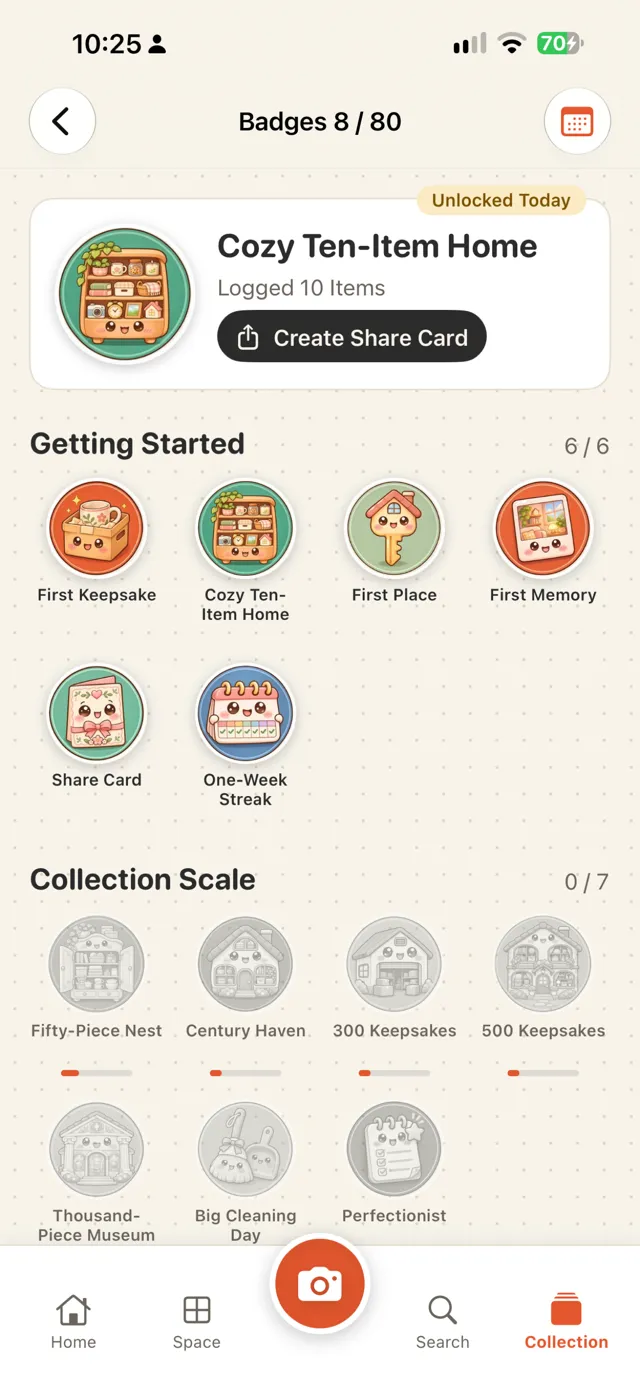 10:25
70
Badges 8 / 80
Unlocked Today
Cozy Ten-Item Home
Logged 10 Items
Create Share Card
Getting Started
6 / 6
First Keepsake
Cozy Ten-
Item Home
First Place
First Memory
Share Card
One-Week
Streak
Collection Scale
0 / 7
Fifty-Piece Nest
Century Haven
300 Keepsakes
500 Keepsakes
Thousand-
Piece Museum
Big Cleaning
Day
Perfectionist
Home
Space
Search
Collection